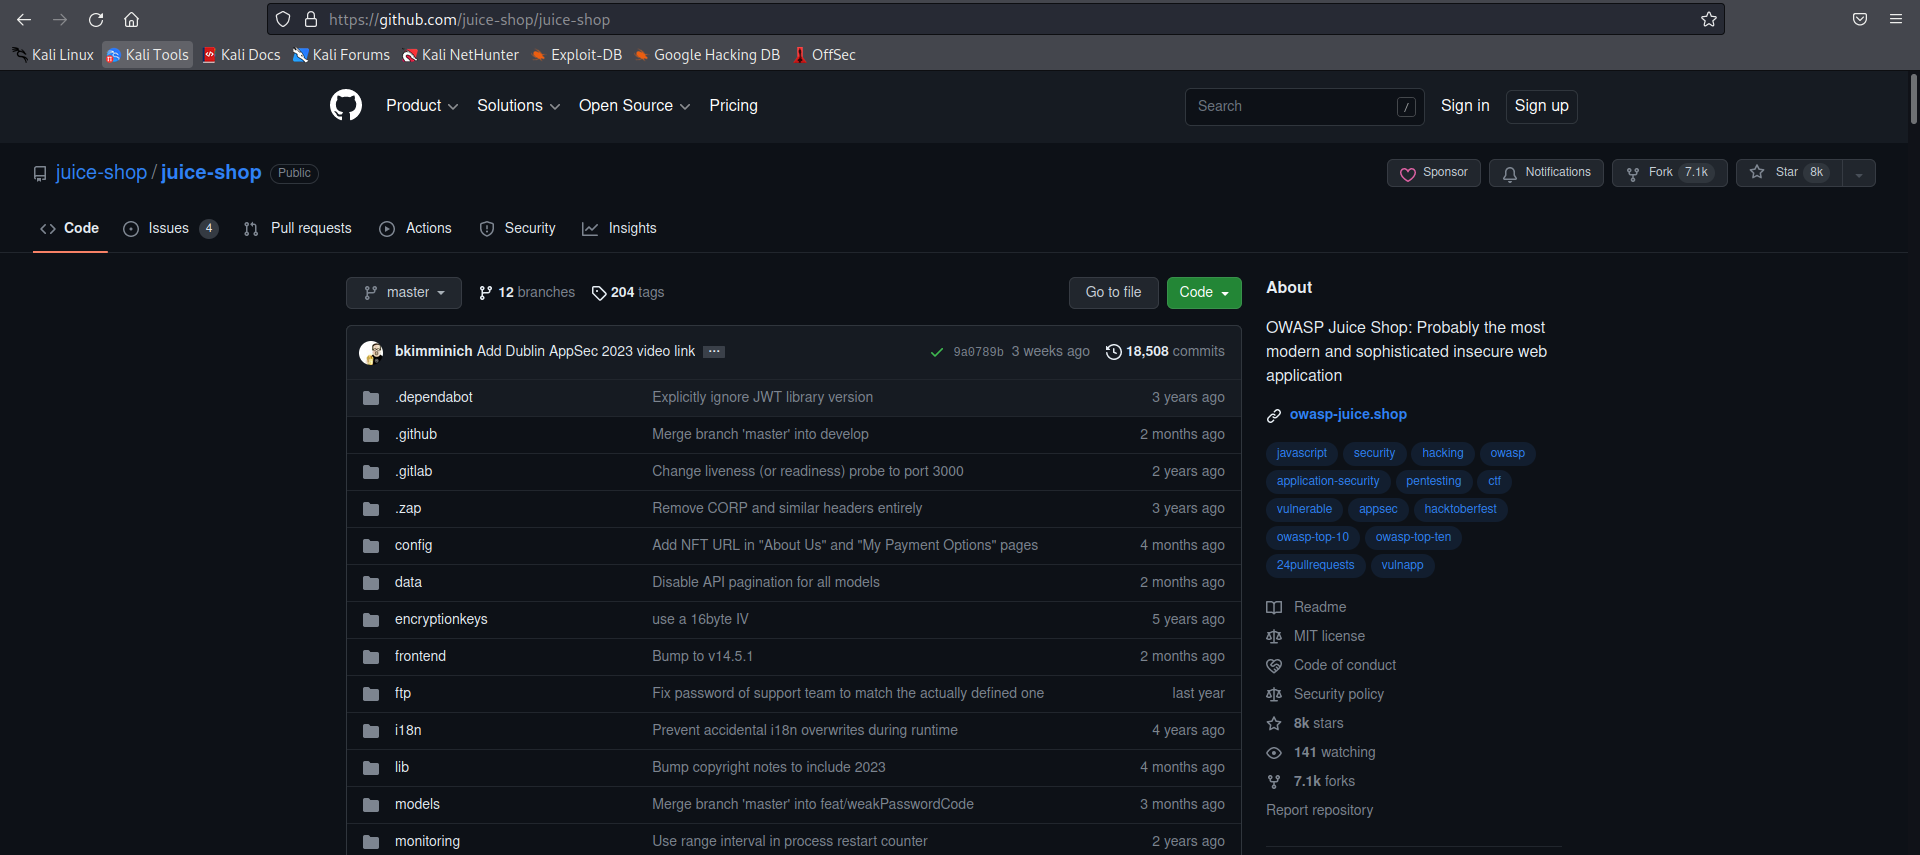 https://github.com/juice-shop/juice-shop
Kali Linux Kali Tools Kali Docs Kali Forums Kali NetHunter Exploit-DB Google Hacking DB OffSec
Product Solutions Open Source Pricing Search / Sign in Sign up
juice-shop / juice-shop Public Sponsor Notifications Fork 7.1k Star 8k
Code Issues 4 Pull requests Actions Security Insights
master 12 branches 204 tags Go to file Code
bkimminich Add Dublin AppSec 2023 video link ... 9a0789b 3 weeks ago 18,508 commits
.dependabot Explicitly ignore JWT library version 3 years ago
.github Merge branch 'master' into develop 2 months ago
.gitlab Change liveness (or readiness) probe to port 3000 2 years ago
.zap Remove CORP and similar headers entirely 3 years ago
config Add NFT URL in "About Us" and "My Payment Options" pages 4 months ago
data Disable API pagination for all models 2 months ago
encryptionkeys use a 16byte IV 5 years ago
frontend Bump to v14.5.1 2 months ago
ftp Fix password of support team to match the actually defined one last year
i18n Prevent accidental i18n overwrites during runtime 4 years ago
lib Bump copyright notes to include 2023 4 months ago
models Merge branch 'master' into feat/weakPasswordCode 3 months ago
monitoring Use range interval in process restart counter 2 years ago
About
OWASP Juice Shop: Probably the most
modern and sophisticated insecure web
application
owasp-juice.shop
javascript security hacking owasp
application-security pentesting ctf
vulnerable appsec hacktoberfest
owasp-top-10 owasp-top-ten
24pullrequests vulnapp
Readme
MIT license
Code of conduct
Security policy
8k stars
141 watching
7.1k forks
Report repository